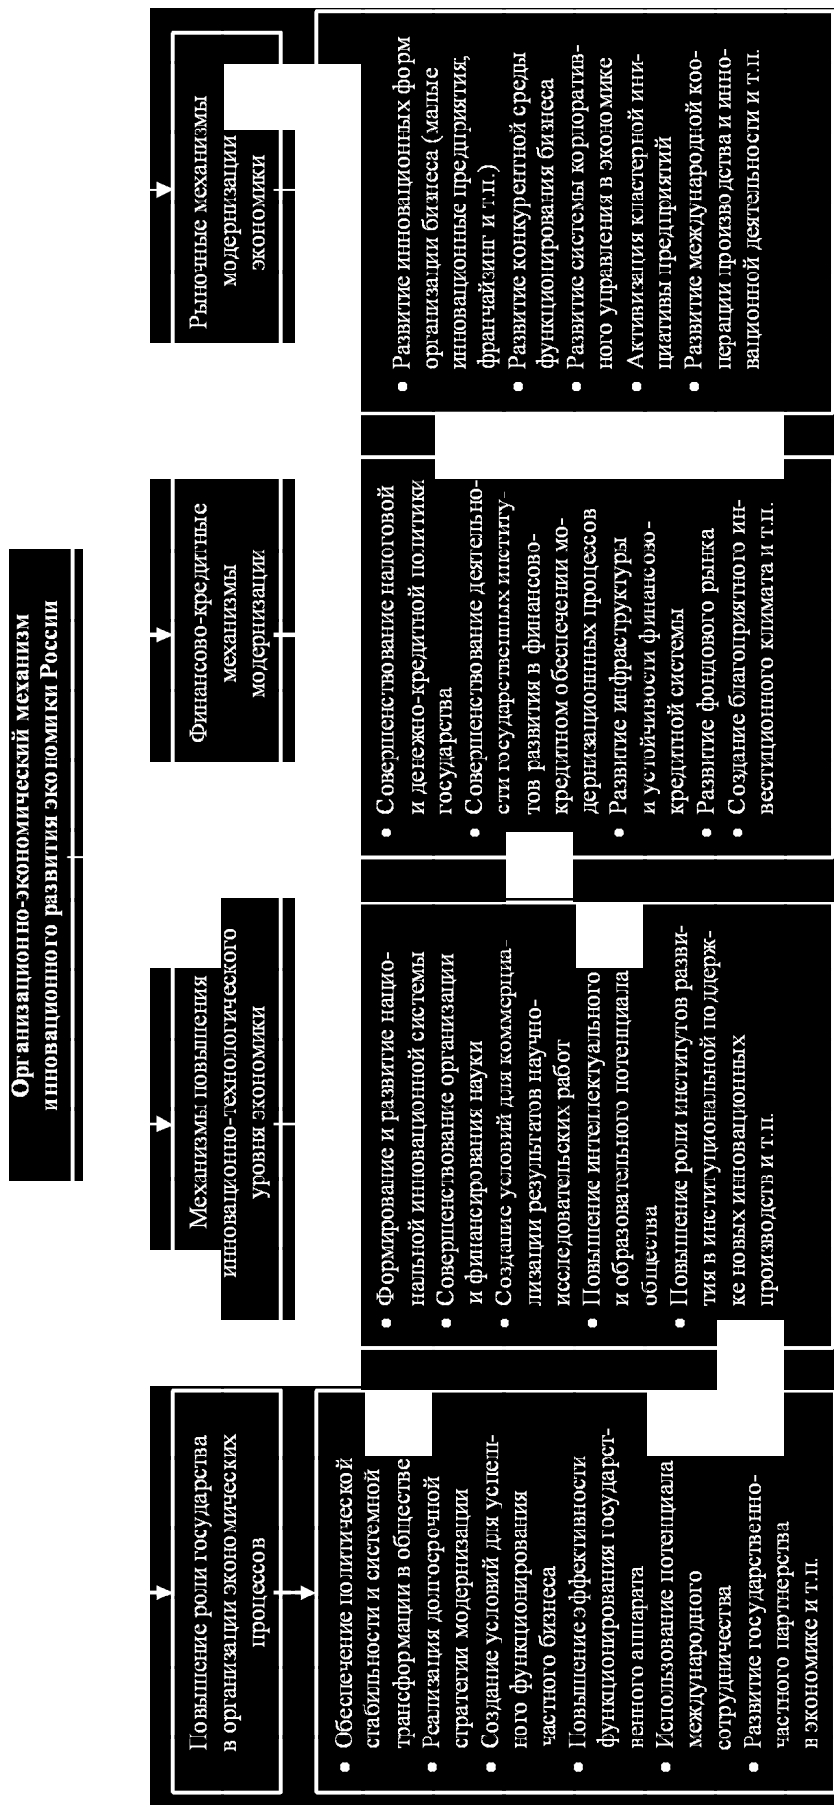 Организационно-экономический механизм
инновационного развития экономики России
Повышение роли государства
в организации экономических
процессов
Механизмы повышения
инновационно-технологического
уровня экономики
Финансово-кредитные
механизмы
модернизации
Рыночные механизмы
модернизации
экономики
• Обеспечение политической
стабильности и системной
трансформации в обществе
• Реализация долгосрочной
стратегии модернизации
• Создание условий для успеш-
ного функционирования
частного бизнеса
• Повышение эффективности
функционирования государст-
венного аппарата
• Использование потенциала
международного
сотрудничества
• Развитие государственно-
частного партнерства
в экономике и т.п.
• Формирование и развитие нацио-
нальной инновационной системы
• Совершенствование организации
и финансирования науки
• Создание условий для коммерциа-
лизации результатов научно-
исследовательских работ
• Повышение интеллектуального
и образовательного потенциала
общества
• Повышение роли институтов разви-
тия в институциональной поддерж-
ке новых инновационных
производств и т.п.
• Совершенствование налоговой
и денежно-кредитной политики
государства
• Совершенствование деятельно-
сти государственных институ-
тов развития в финансово-
кредитном обеспечении мо-
дернизационных процессов
• Развитие инфраструктуры
и устойчивости финансово-
кредитной системы
• Развитие фондового рынка
• Создание благоприятного ин-
вестиционного климата и т.п.
• Развитие инновационных форм
организации бизнеса (малые
инновационные предприятия,
франчайзинг и т.п.)
• Развитие конкурентной среды
функционирования бизнеса
• Развитие системы корпоратив-
ного управления в экономике
• Активизация кластерной ини-
циативы предприятий
• Развитие международной коо-
перации производства и инно-
вационной деятельности и т.п.